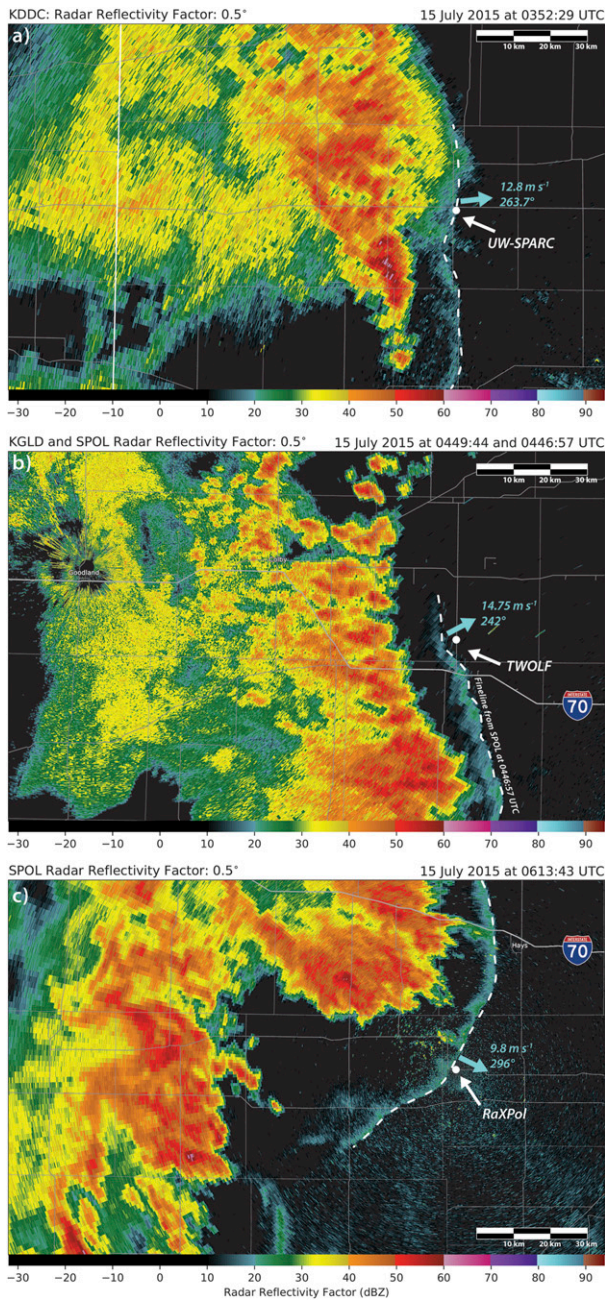 KDDC: Radar Reflectivity Factor: 0.5° 15 July 2015 at 0352:29 UTC
a)
10 km 20 km 30 km
12.8 m s⁻¹
263.7°
UW-SPARC
−30 −20 −10 0 10 20 30 40 50 60 70 80 90
KGLD and SPOL Radar Reflectivity Factor: 0.5° 15 July 2015 at 0449:44 and 0446:57 UTC
b)
10 km 20 km 30 km
Goodland
14.75 m s⁻¹
242°
TWOLF
Fineline from SPOL at 0446:57 UTC
INTERSTATE
70
−30 −20 −10 0 10 20 30 40 50 60 70 80 90
SPOL Radar Reflectivity Factor: 0.5° 15 July 2015 at 0613:43 UTC
c)
Hays
INTERSTATE
70
9.8 m s⁻¹
296°
RaXPol
10 km 20 km 30 km
−30 −20 −10 0 10 20 30 40 50 60 70 80 90
Radar Reflectivity Factor (dBZ)